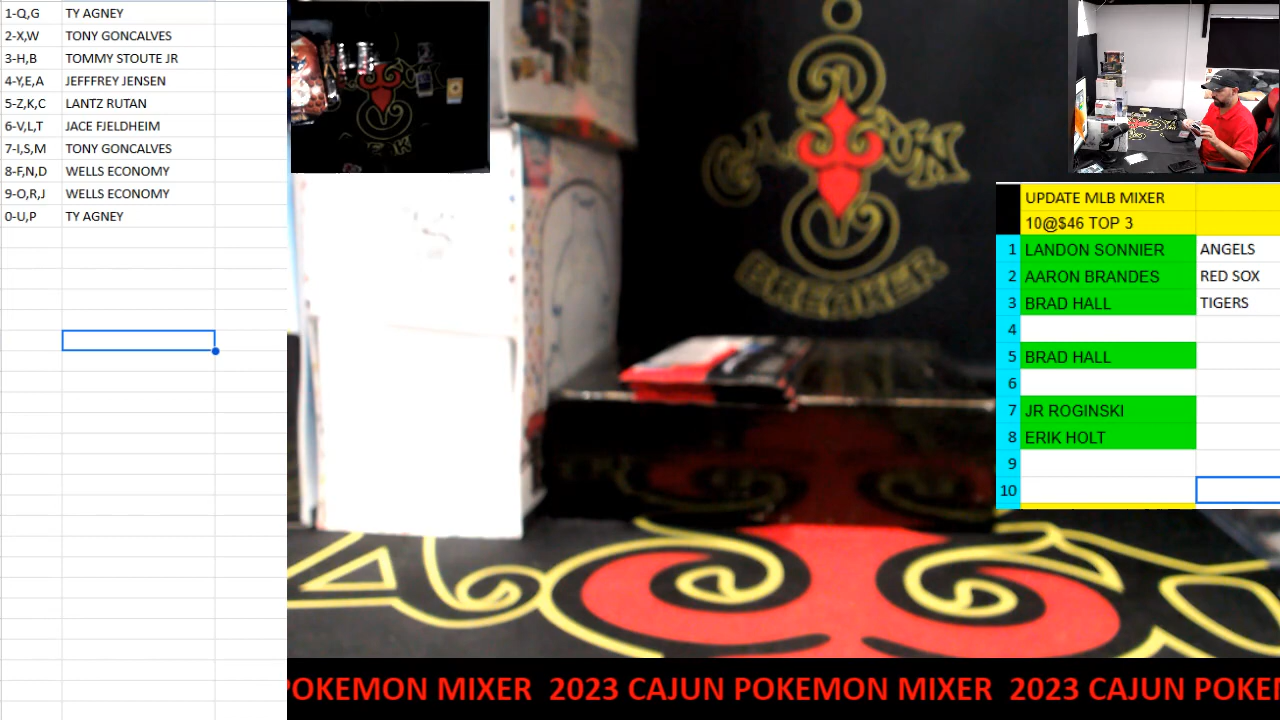 1-Q,G TY AGNEY
2-X,W TONY GONCALVES
3-H,B TOMMY STOUTE JR
4-Y,E,A JEFFFREY JENSEN
5-Z,K,C LANTZ RUTAN
6-V,L,T JACE FJELDHEIM
7-I,S,M TONY GONCALVES
8-F,N,D WELLS ECONOMY
9-O,R,J WELLS ECONOMY
0-U,P TY AGNEY
BREAKER
UPDATE MLB MIXER
10@$46 TOP 3
1 LANDON SONNIER ANGELS
2 AARON BRANDES RED SOX
3 BRAD HALL TIGERS
4
5 BRAD HALL
6
7 JR ROGINSKI
8 ERIK HOLT
9
10
POKEMON MIXER 2023 CAJUN POKEMON MIXER 2023 CAJUN POKE